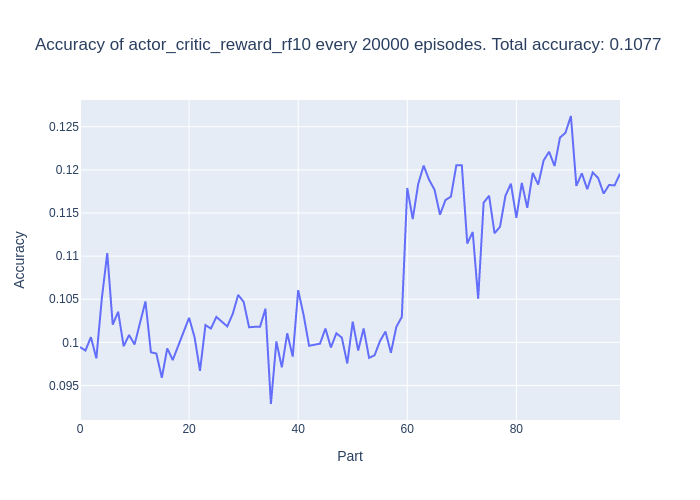 Accuracy of actor_critic_reward_rf10 every 20000 episodes. Total accuracy: 0.1077
0.125
0.12
0.115
0.11
0.105
0.1
0.095
Accuracy
0 20 40 60 80
Part